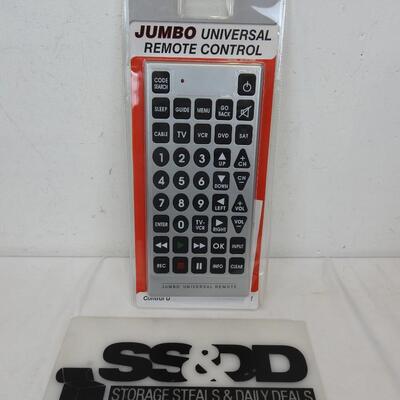 JUMBO UNIVERSAL
REMOTE CONTROL
CODE SEARCH
SLEEP GUIDE MENU GO BACK
CABLE TV VCR DVD SAT
1 2 3 UP + CH
4 5 6 DOWN CH −
7 8 9 LEFT + VOL
ENTER 0 TV-VCR RIGHT VOL −
OK INPUT
REC INFO CLEAR
JUMBO UNIVERSAL REMOTE
Control
SS&DD
STORAGE STEALS & DAILY DEALS